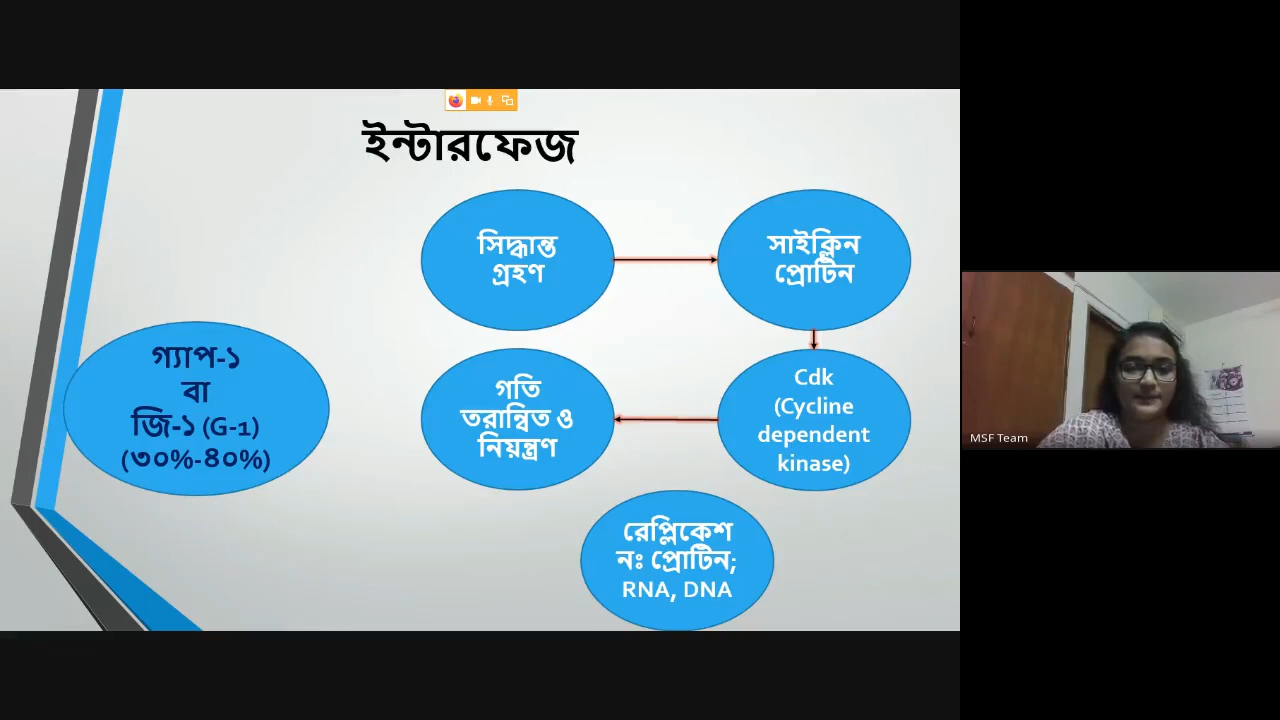 ইন্টারফেজ
সিদ্ধান্ত
গ্রহণ
সাইক্লিন
প্রোটিন
গ্যাপ-১
বা
জি-১ (G-1)
(৩০%-৪০%)
গতি
তরান্বিত ও
নিয়ন্ত্রণ
Cdk
(Cycline
dependent
kinase)
রেপ্লিকেশ
নঃ প্রোটিন;
RNA, DNA
MSF Team